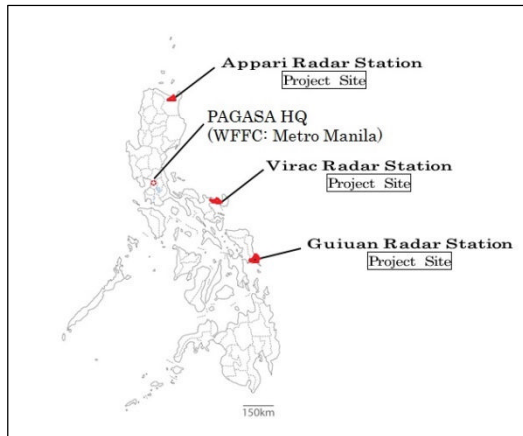 Appari Radar Station
Project Site
PAGASA HQ
(WFFC: Metro Manila)
Virac Radar Station
Project Site
Guiuan Radar Station
Project Site
150km